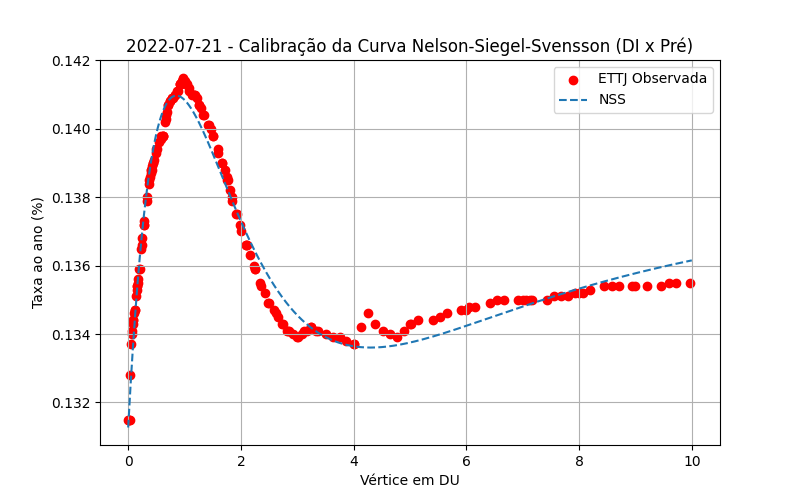 2022-07-21 - Calibração da Curva Nelson-Siegel-Svensson (DI x Pré)
0.142
0.140
0.138
0.136
0.134
0.132
Taxa ao ano (%)
ETTJ Observada
NSS
0 2 4 6 8 10
Vértice em DU